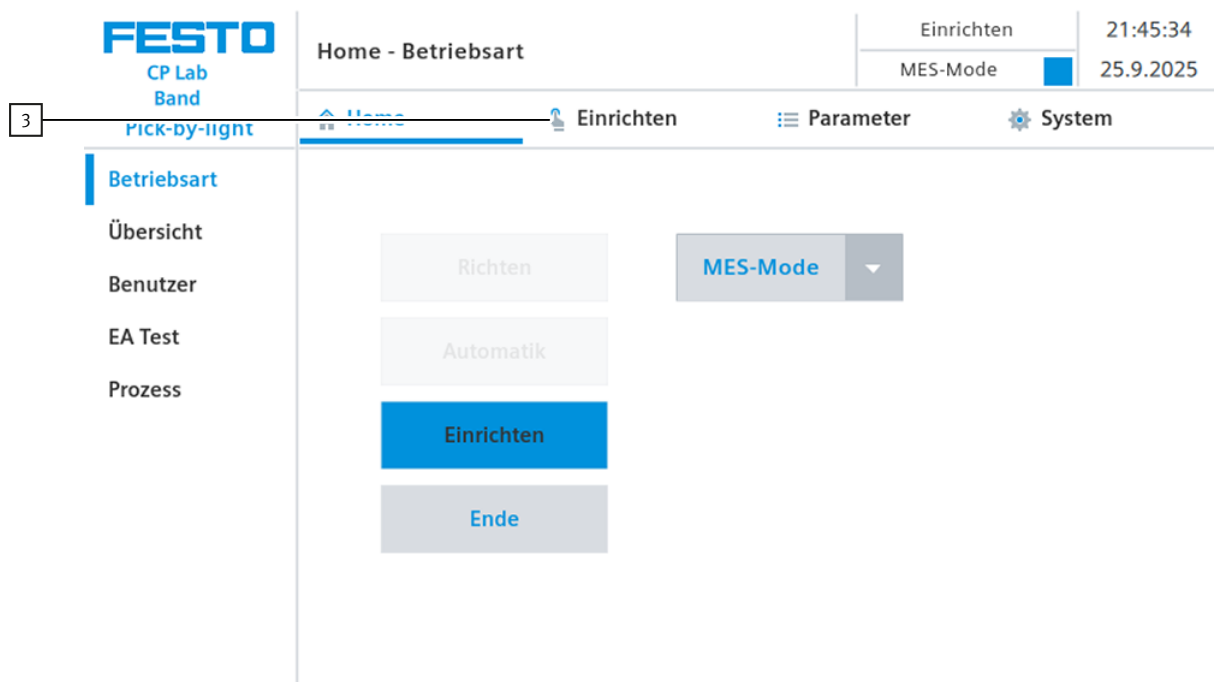 FESTO
CP Lab
Band
Pick-by-light
Home - Betriebsart
Einrichten
MES-Mode
21:45:34
25.9.2025
3
Home
Einrichten
Parameter
System
Betriebsart
Übersicht
Benutzer
EA Test
Prozess
Richten
MES-Mode
Automatik
Einrichten
Ende